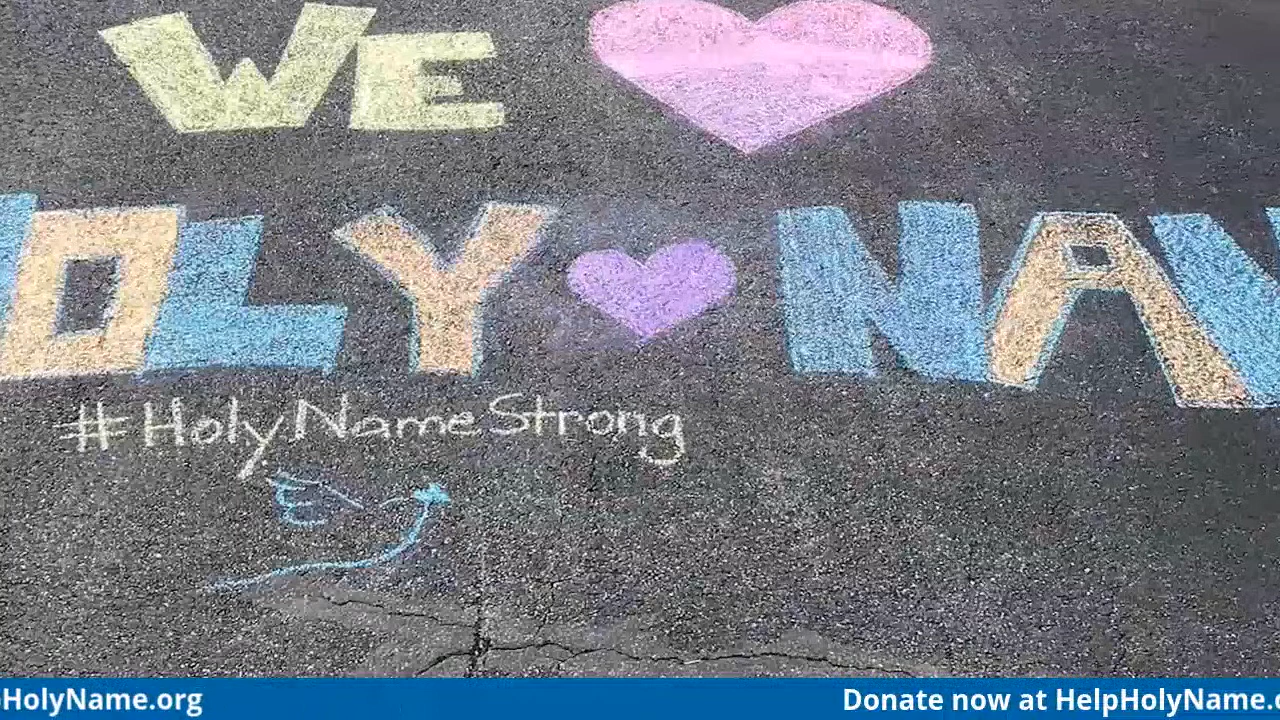 WE
OLY NA
#HolyNameStrong
HolyName.org Donate now at HelpHolyName.